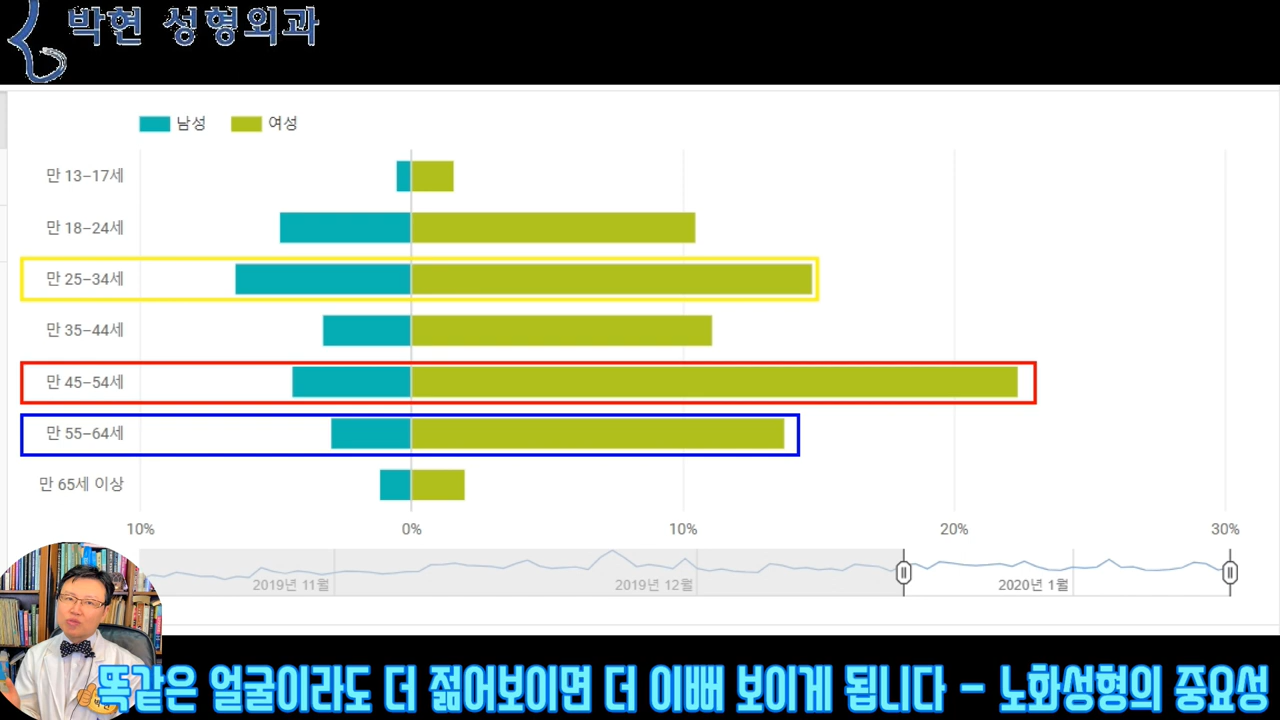 박현 성형외과
남성 여성
만 13-17세
만 18-24세
만 25-34세
만 35-44세
만 45-54세
만 55-64세
만 65세 이상
10% 0% 10% 20% 30%
2019년 11월 2019년 12월 2020년 1월
똑같은 얼굴이라도 더 젊어보이면 더 이뻐 보이게 됩니다 - 노화성형의 중요성